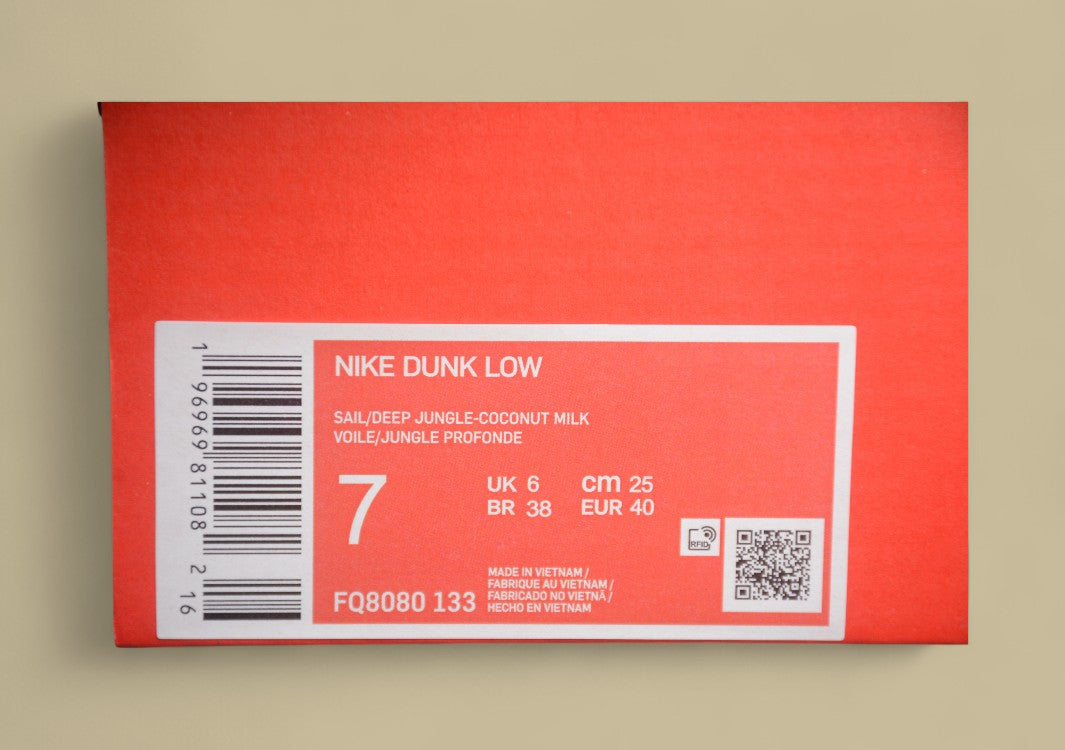 NIKE DUNK LOW
SAIL/DEEP JUNGLE-COCONUT MILK
VOILE/JUNGLE PROFONDE
7
UK 6 cm 25
BR 38 EUR 40
RFID
MADE IN VIETNAM /
FABRIQUE AU VIETNAM /
FABRICADO NO VIETNÃ /
HECHO EN VIETNAM
FQ8080 133
1 96969 81108 2 16